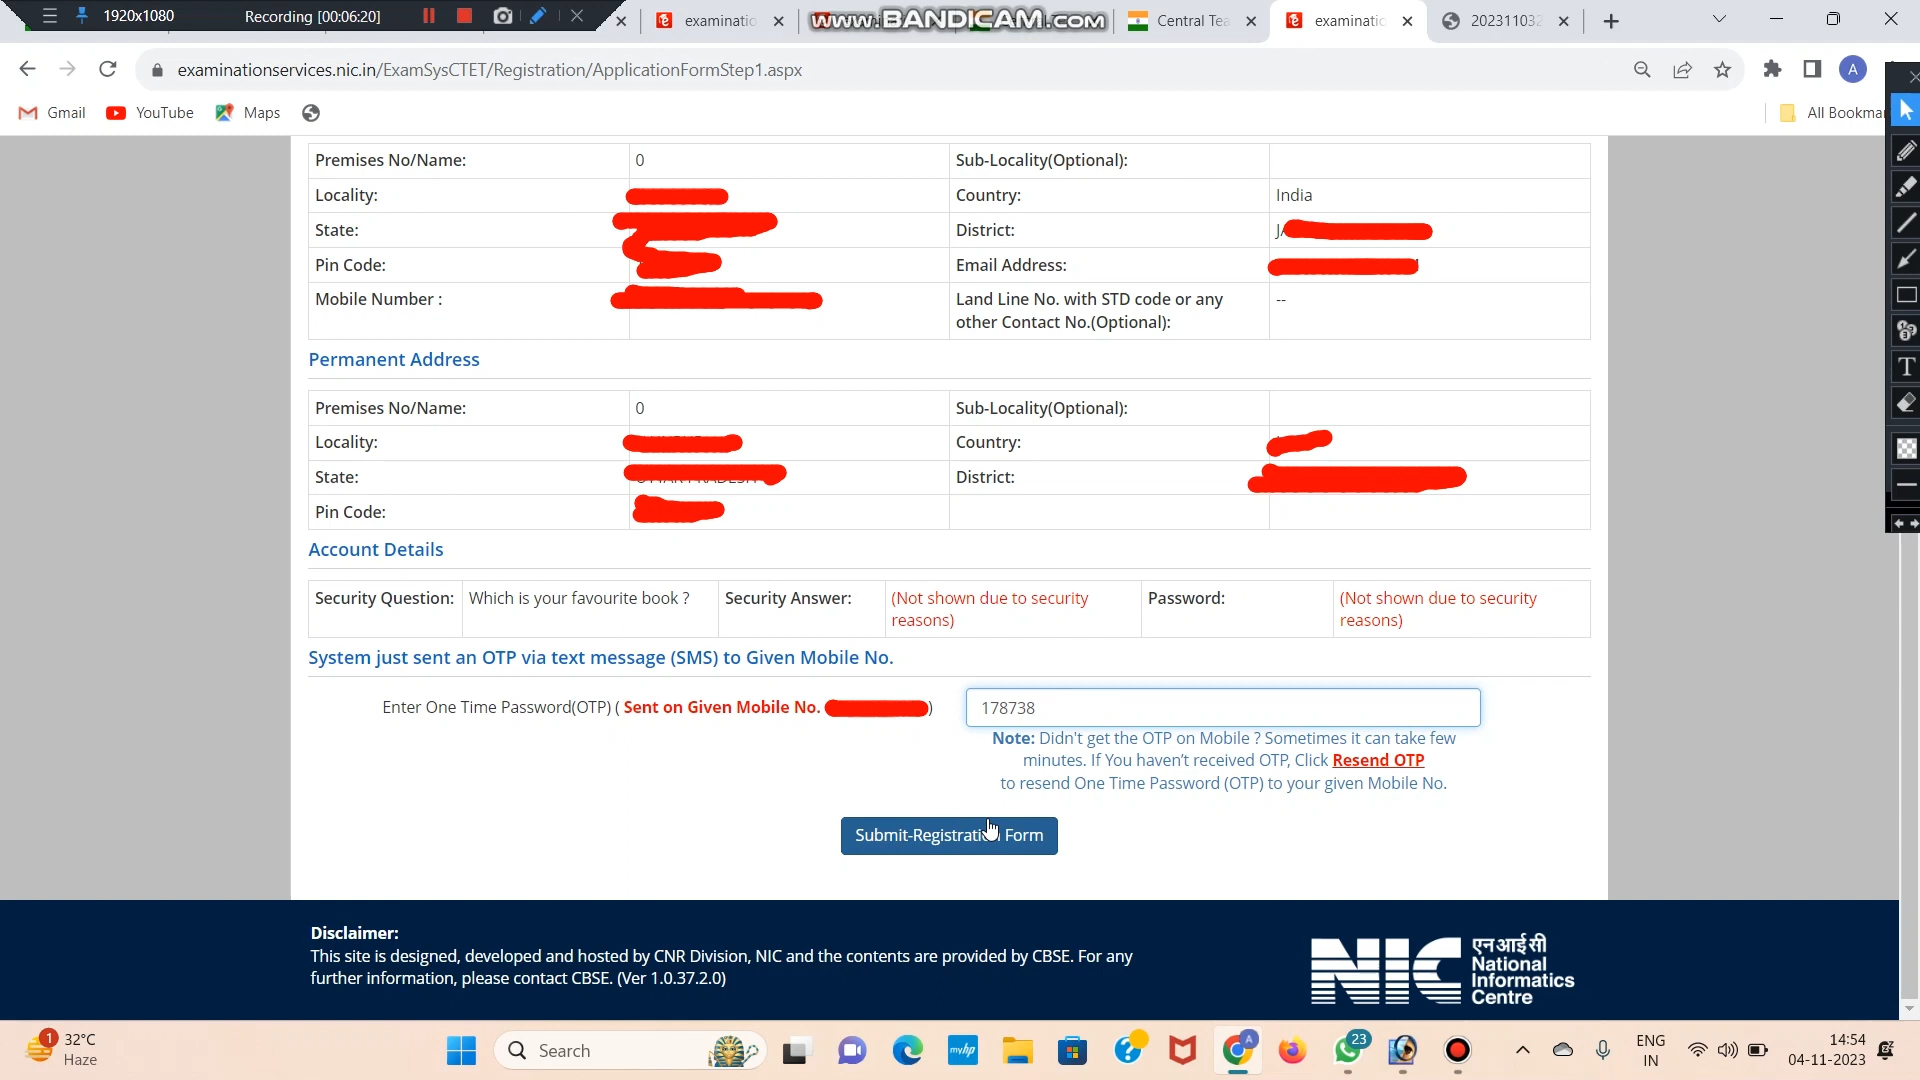 1920x1080
Recording [00:06:20]
www.BANDICAM.com
examinatio
Central Tea
examinatio
20231103
examinationservices.nic.in/ExamSysCTET/Registration/ApplicationFormStep1.aspx
A
Gmail
YouTube
Maps
All Bookmar
Premises No/Name:
0
Sub-Locality(Optional):
Locality:
Country:
India
State:
District:
Pin Code:
Email Address:
Mobile Number :
Land Line No. with STD code or any
other Contact No.(Optional):
--
Permanent Address
Premises No/Name:
0
Sub-Locality(Optional):
Locality:
Country:
State:
District:
Pin Code:
Account Details
Security Question:
Which is your favourite book ?
Security Answer:
(Not shown due to security
reasons)
Password:
(Not shown due to security
reasons)
System just sent an OTP via text message (SMS) to Given Mobile No.
Enter One Time Password(OTP) ( Sent on Given Mobile No. )
178738
Note: Didn't get the OTP on Mobile ? Sometimes it can take few
minutes. If You haven't received OTP, Click Resend OTP
to resend One Time Password (OTP) to your given Mobile No.
Submit-Registration Form
Disclaimer:
This site is designed, developed and hosted by CNR Division, NIC and the contents are provided by CBSE. For any
further information, please contact CBSE. (Ver 1.0.37.2.0)
NIC
एन आई सी
National
Informatics
Centre
1
32°C
Haze
Search
myhp
A
23
ENG
IN
14:54
04-11-2023